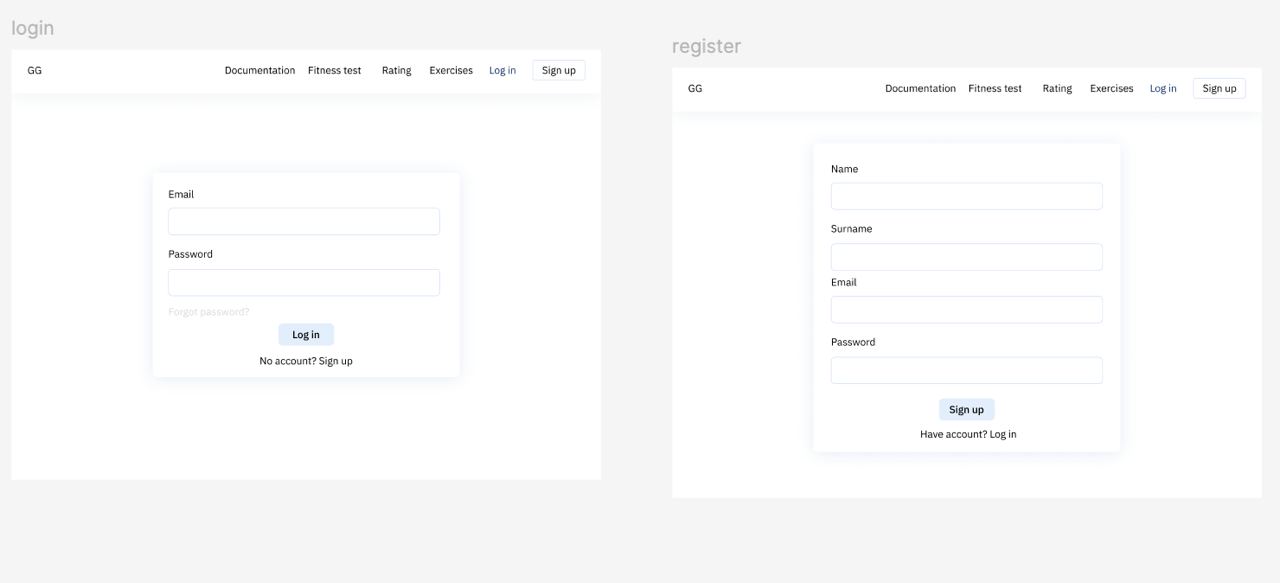 login
GG Documentation Fitness test Rating Exercises Log in Sign up
Email
Password
Forgot password?
Log in
No account? Sign up
register
GG Documentation Fitness test Rating Exercises Log in Sign up
Name
Surname
Email
Password
Sign up
Have account? Log in